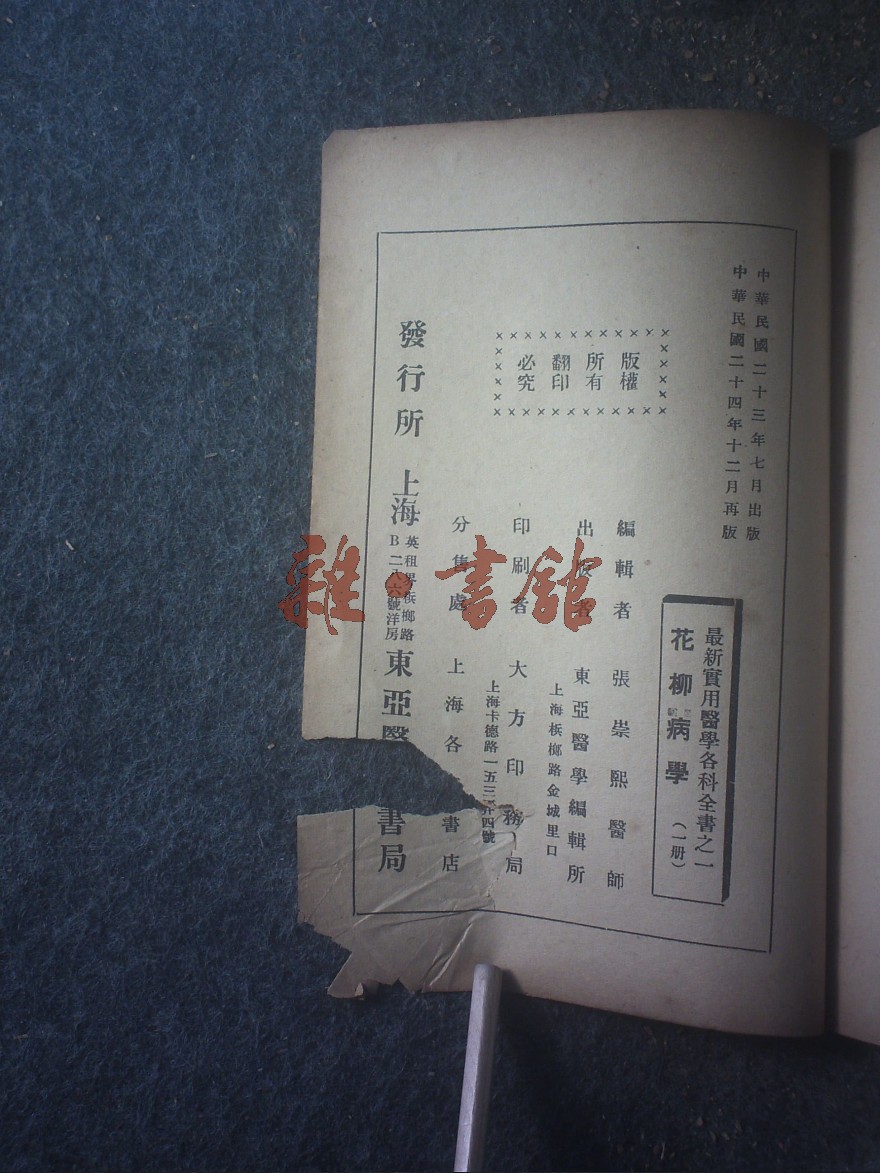 中華民國二十三年七月出版
中華民國二十四年十二月再版
最新實用醫學各科全書之一
花柳病學
(一册)
版權
所有
翻印
必究
編輯者 張崇熙醫師
出版者 東亞醫學編輯所
上海梹榔路金城里口
印刷者 大方印務局
上海卡德路一五三弄四號
分售處 上海各 書店
發行所 上海 英租界梹榔路
B二八六號洋房
東亞醫 書局
雜·書館